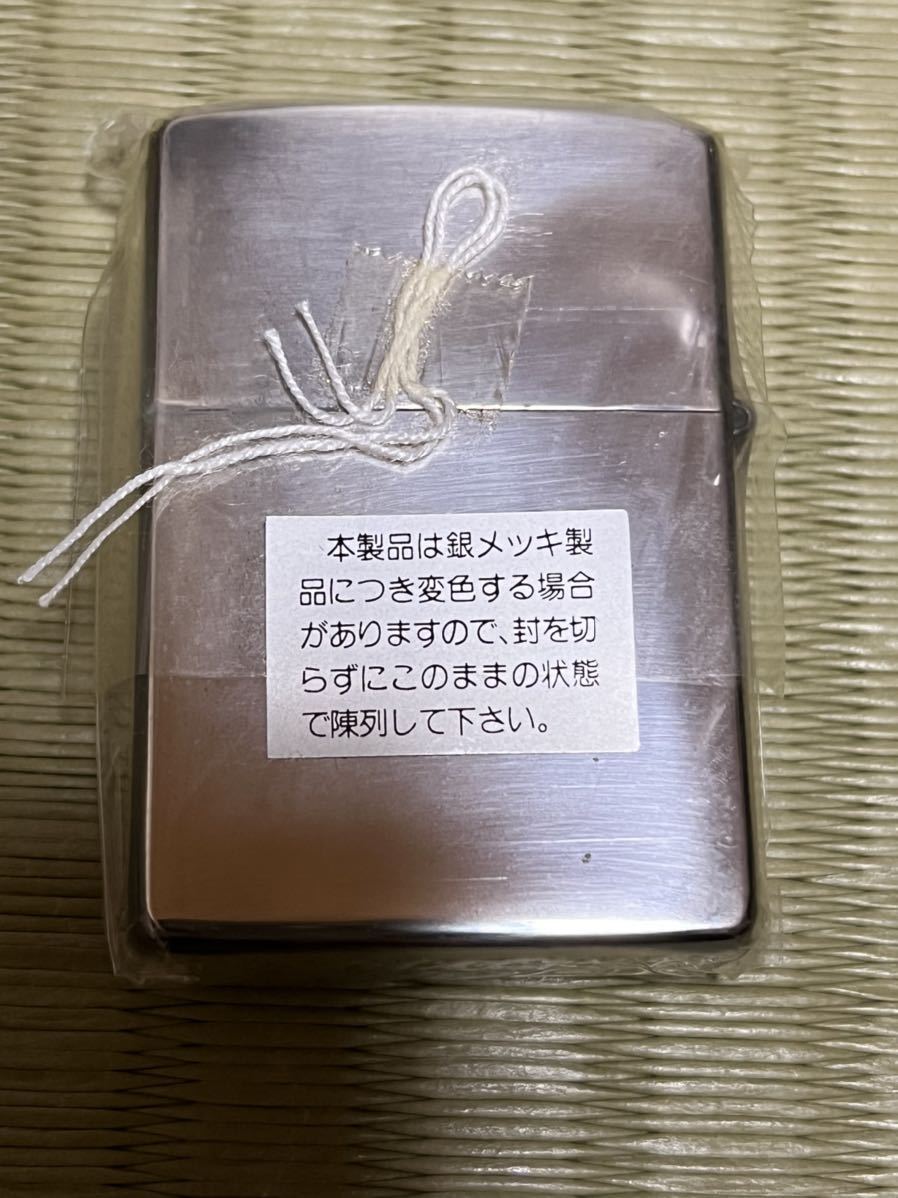 本製品は銀メツキ製
品につき変色する場合
がありますので、封を切
らずにこのままの状態
で陳列して下さい。